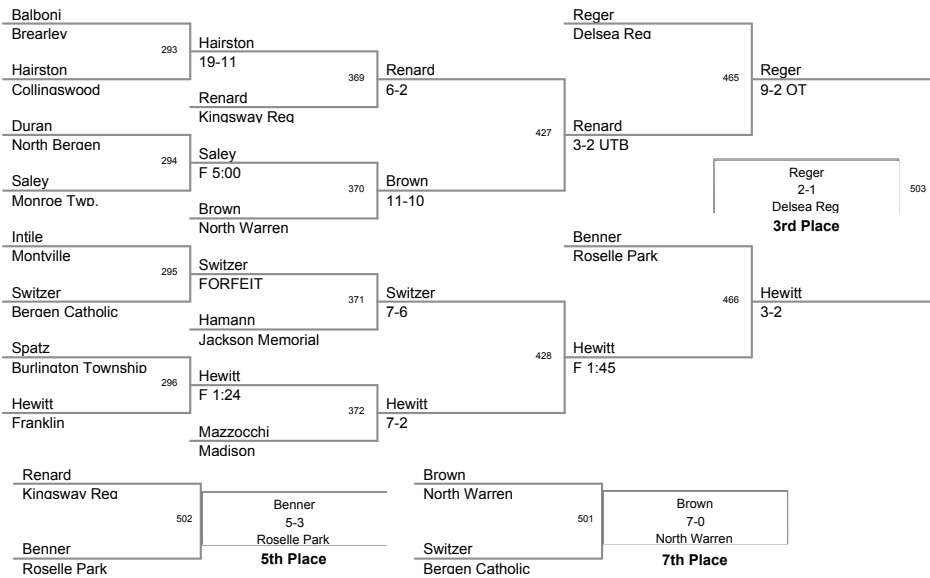 Balboni
Brearley
293
Hairston
Collingswood
Duran
North Bergen
294
Saley
Monroe Twp.
Intile
Montville
295
Switzer
Bergen Catholic
Spatz
Burlington Township
296
Hewitt
Franklin
Hairston
19-11
369
Renard
Kingsway Reg
Saley
F 5:00
370
Brown
North Warren
Switzer
FORFEIT
371
Hamann
Jackson Memorial
Hewitt
F 1:24
372
Mazzocchi
Madison
Renard
6-2
427
Brown
11-10
Switzer
7-6
428
Hewitt
7-2
Reger
Delsea Reg
465
Renard
3-2 UTB
Benner
Roselle Park
466
Hewitt
F 1:45
Reger
9-2 OT
Reger
2-1
Delsea Reg
3rd Place
503
Hewitt
3-2
Renard
Kingsway Reg
502
Benner
Roselle Park
Benner
5-3
Roselle Park
5th Place
Brown
North Warren
501
Switzer
Bergen Catholic
Brown
7-0
North Warren
7th Place